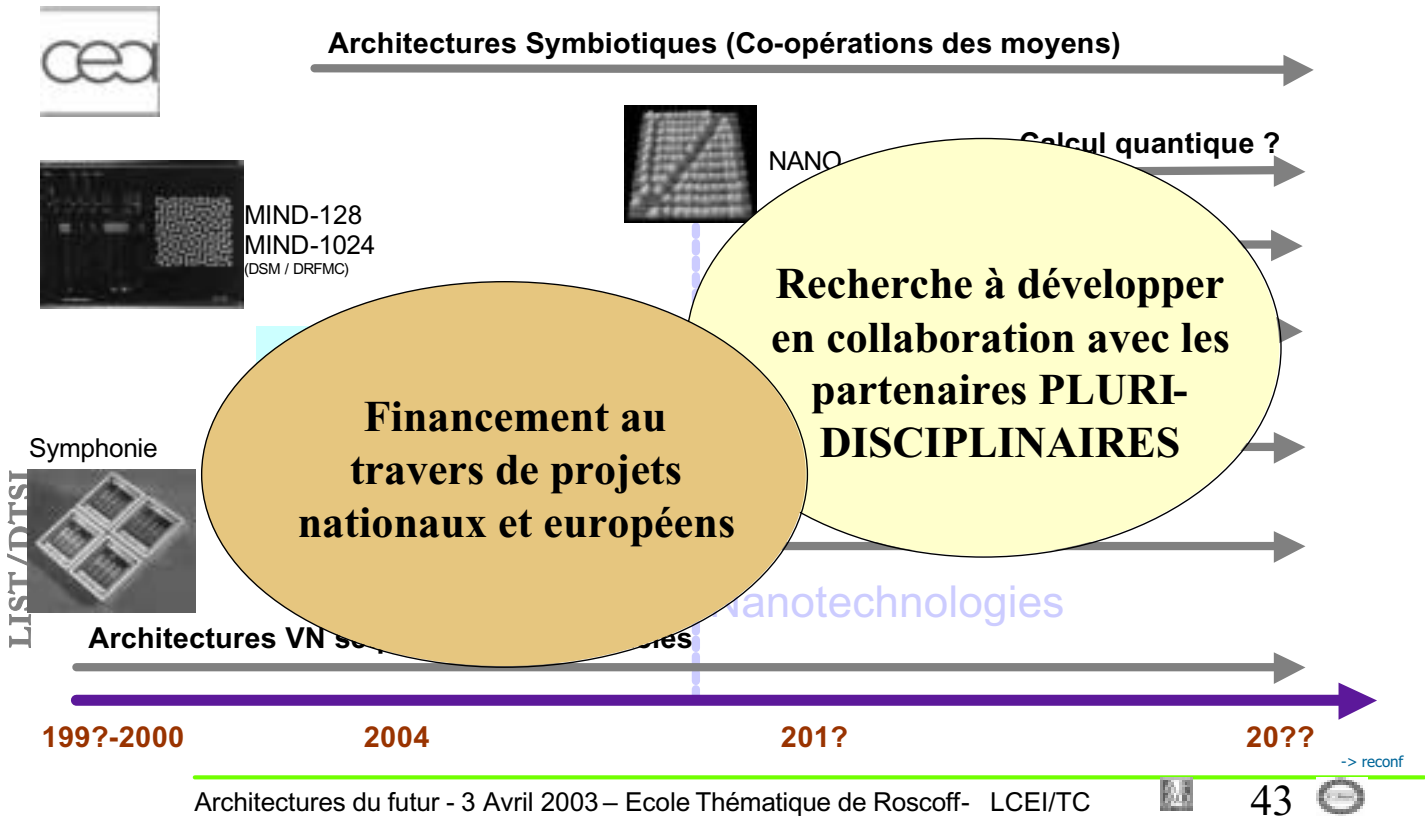 cea
Architectures Symbiotiques (Co-opérations des moyens)
Calcul quantique ?
NANO
MIND-128
MIND-1024
(DSM / DRFMC)
Recherche à développer
en collaboration avec les
partenaires PLURI-
DISCIPLINAIRES
Financement au
travers de projets
nationaux et européens
Symphonie
LIST/DTSI
Nanotechnologies
Architectures VN
199?-2000
2004
201?
20??
-> reconf
Architectures du futur - 3 Avril 2003 – Ecole Thématique de Roscoff- LCEI/TC
43